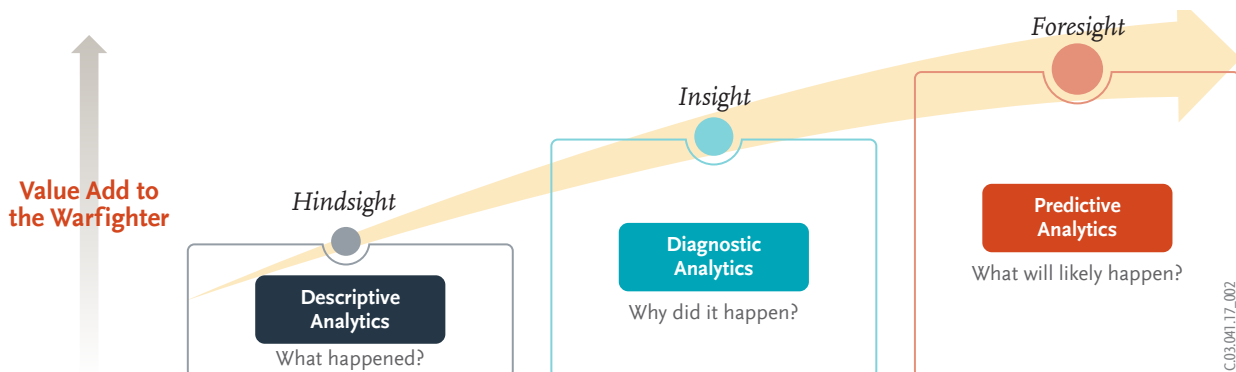 Foresight
Insight
Hindsight
Value Add to
the Warfighter
Descriptive
Analytics
What happened?
Diagnostic
Analytics
Why did it happen?
Predictive
Analytics
What will likely happen?
C.03.041.17_002